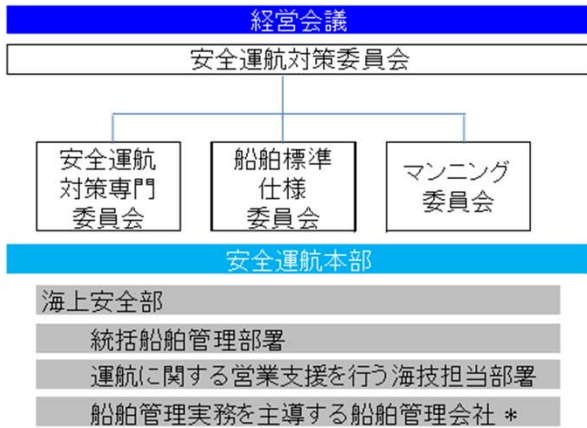 経営会議
安全運航対策委員会
安全運航
対策専門
委員会
船舶標準
仕様
委員会
マンニング
委員会
安全運航本部
海上安全部
統括船舶管理部署
運航に関する営業支援を行う海技担当部署
船舶管理実務を主導する船舶管理会社 *